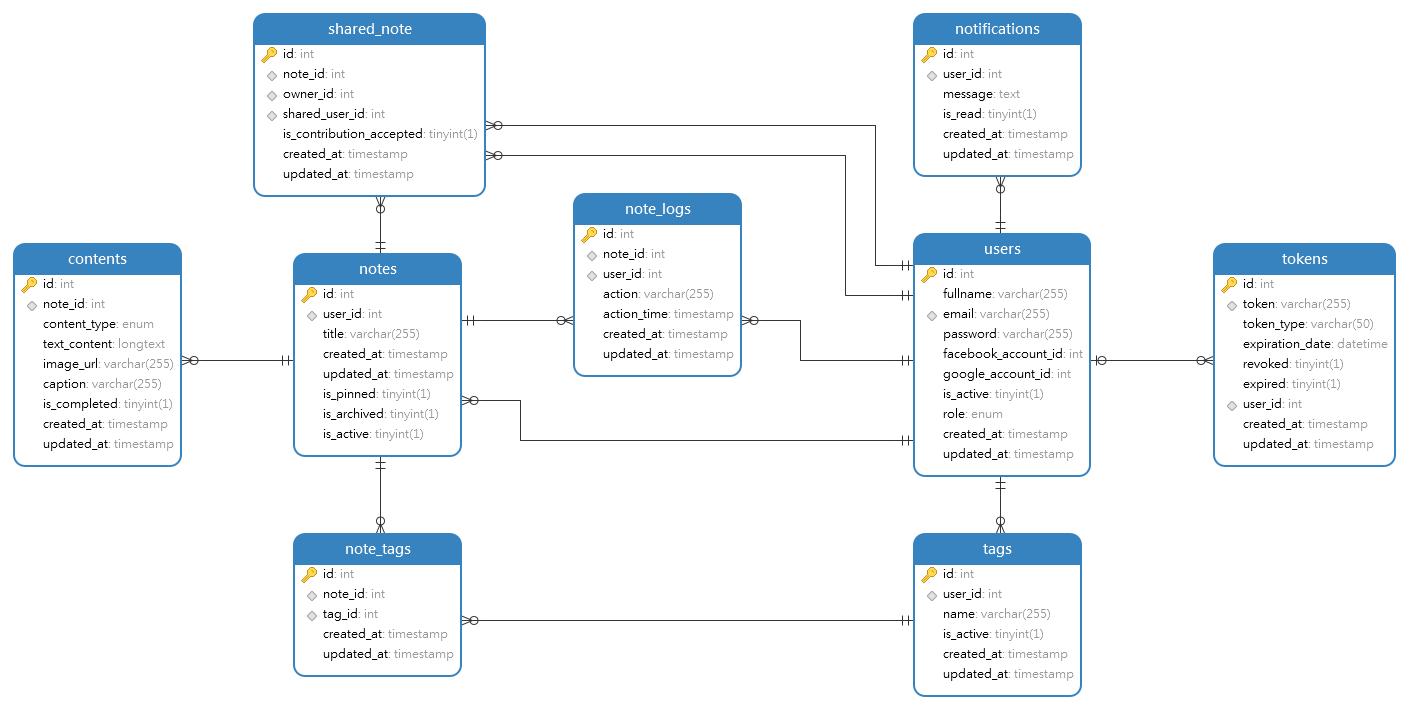 shared_note
id: int
note_id: int
owner_id: int
shared_user_id: int
is_contribution_accepted: tinyint(1)
created_at: timestamp
updated_at: timestamp
notifications
id: int
user_id: int
message: text
is_read: tinyint(1)
created_at: timestamp
updated_at: timestamp
note_logs
id: int
note_id: int
user_id: int
action: varchar(255)
action_time: timestamp
created_at: timestamp
updated_at: timestamp
contents
id: int
note_id: int
content_type: enum
text_content: longtext
image_url: varchar(255)
caption: varchar(255)
is_completed: tinyint(1)
created_at: timestamp
updated_at: timestamp
notes
id: int
user_id: int
title: varchar(255)
created_at: timestamp
updated_at: timestamp
is_pinned: tinyint(1)
is_archived: tinyint(1)
is_active: tinyint(1)
users
id: int
fullname: varchar(255)
email: varchar(255)
password: varchar(255)
facebook_account_id: int
google_account_id: int
is_active: tinyint(1)
role: enum
created_at: timestamp
updated_at: timestamp
tokens
id: int
token: varchar(255)
token_type: varchar(50)
expiration_date: datetime
revoked: tinyint(1)
expired: tinyint(1)
user_id: int
created_at: timestamp
updated_at: timestamp
note_tags
id: int
note_id: int
tag_id: int
created_at: timestamp
updated_at: timestamp
tags
id: int
user_id: int
name: varchar(255)
is_active: tinyint(1)
created_at: timestamp
updated_at: timestamp